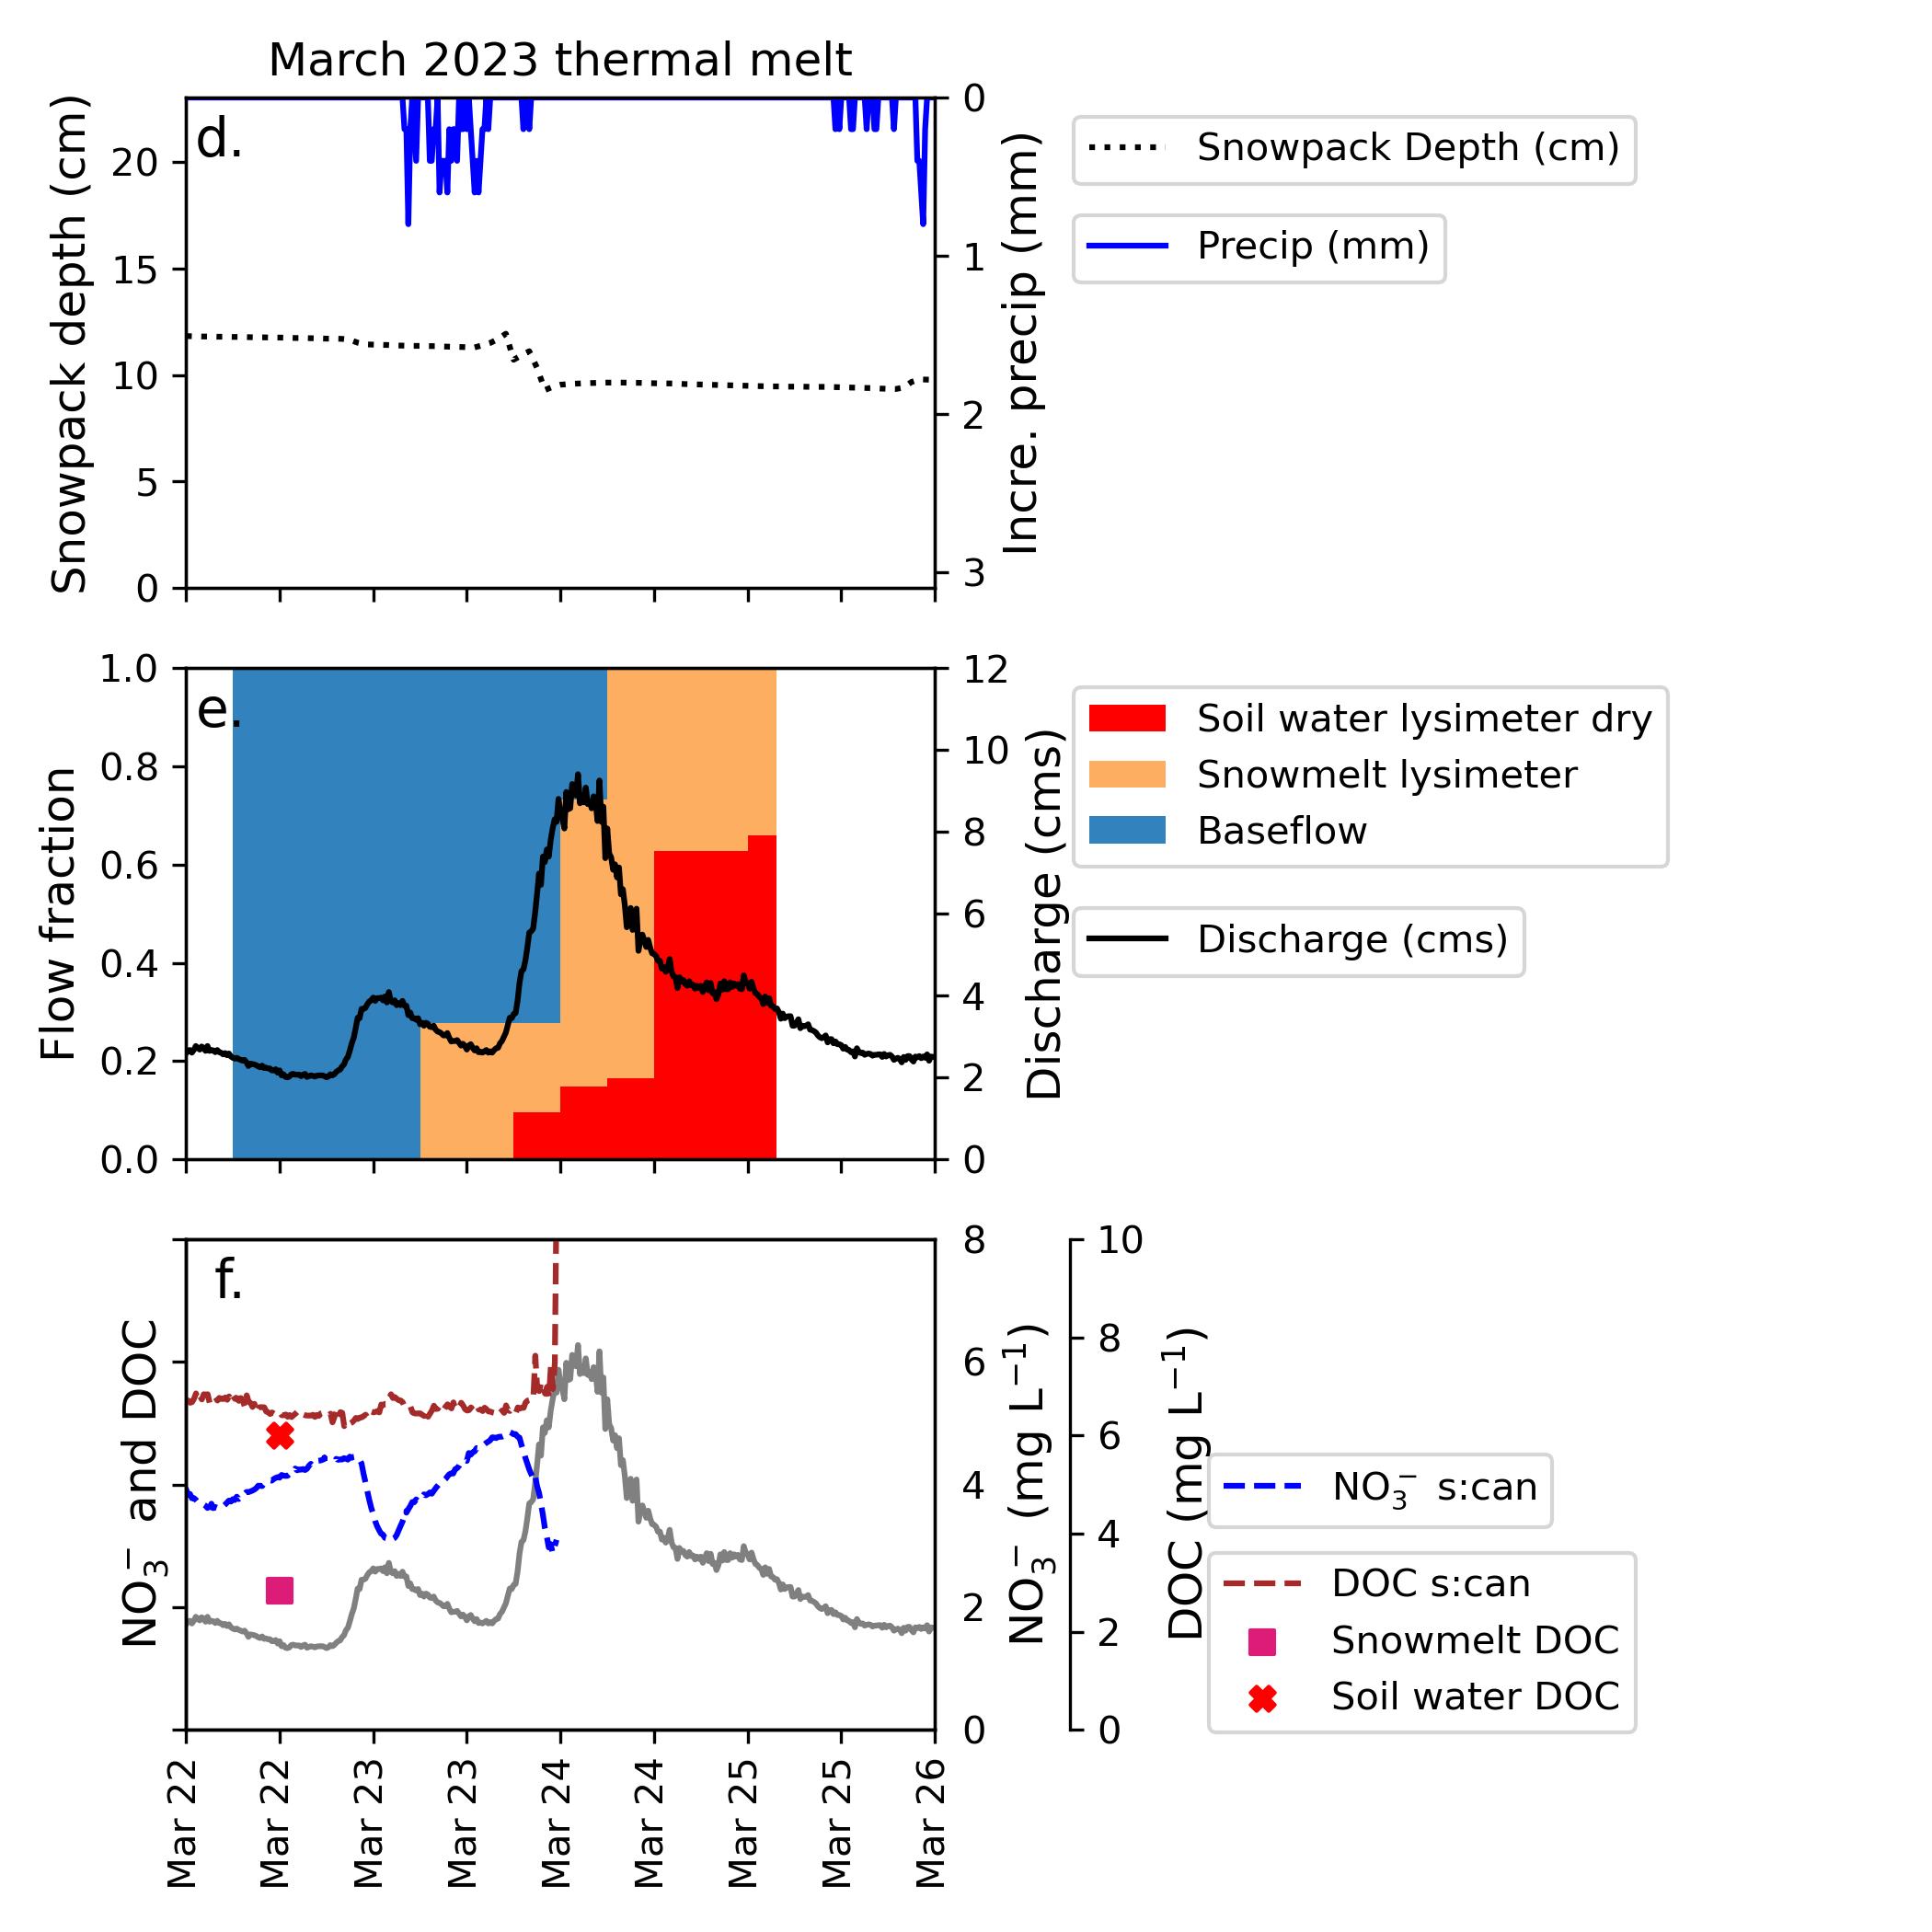 March 2023 thermal melt
d.
Snowpack depth (cm)
20
15
10
5
0
0
1
2
3
Incre. precip (mm)
Snowpack Depth (cm)
Precip (mm)
e.
Flow fraction
1.0
0.8
0.6
0.4
0.2
0.0
12
10
8
6
4
2
0
Discharge (cms)
Soil water lysimeter dry
Snowmelt lysimeter
Baseflow
Discharge (cms)
f.
NO₃⁻ and DOC
8
6
4
2
0
NO₃⁻ (mg L⁻¹)
10
8
6
4
2
0
DOC (mg L⁻¹)
NO₃⁻ s:can
DOC s:can
Snowmelt DOC
Soil water DOC
Mar 22
Mar 22
Mar 23
Mar 23
Mar 24
Mar 24
Mar 25
Mar 25
Mar 26